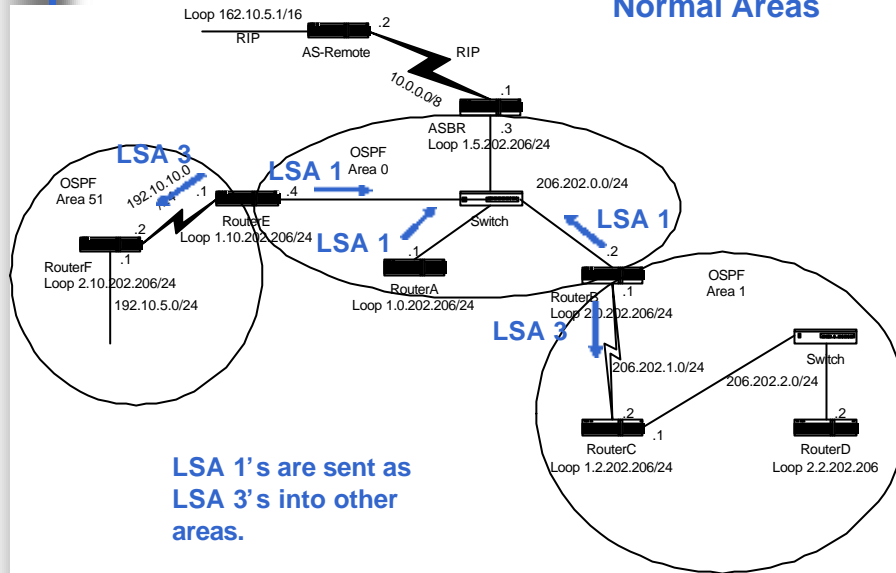 Normal Areas
Loop 162.10.5.1/16
RIP
.2
AS-Remote
RIP
10.0.0.0/8
.1
ASBR
.3
Loop 1.5.202.206/24
OSPF
Area 0
LSA 3
192.10.10.0
OSPF
Area 51
.1
LSA 1
.4
206.202.0.0/24
Switch
RouterE
Loop 1.10.202.206/24
LSA 1
LSA 1
.2
.2
.1
RouterF
Loop 2.10.202.206/24
192.10.5.0/24
.1
RouterA
Loop 1.0.202.206/24
RouterB
.1
Loop 2.0.202.206/24
OSPF
Area 1
LSA 3
206.202.1.0/24
Switch
206.202.2.0/24
.2
.1
RouterC
Loop 1.2.202.206/24
.2
RouterD
Loop 2.2.202.206
LSA 1's are sent as
LSA 3's into other
areas.